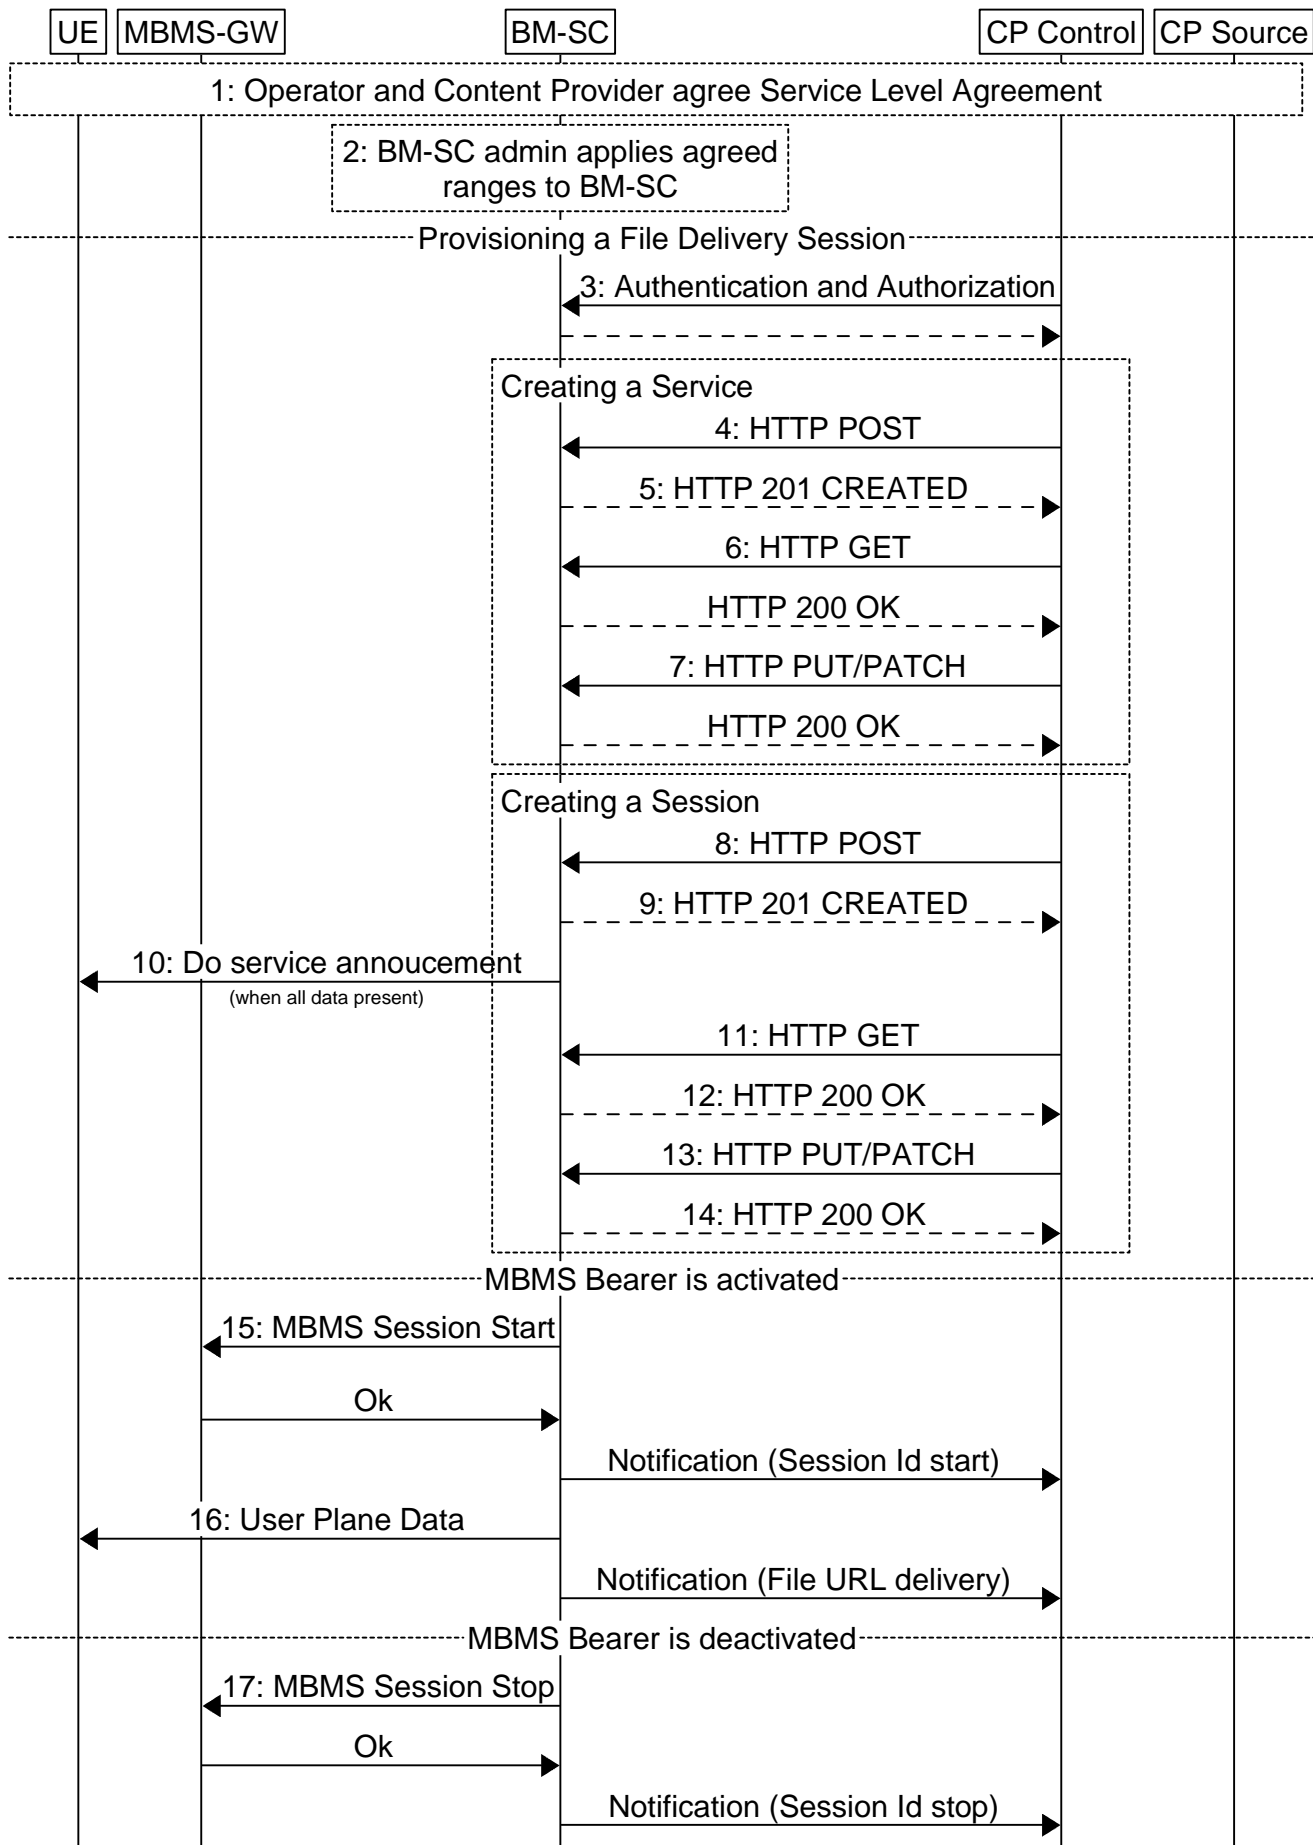 UE
MBMS-GW
BM-SC
CP Control
CP Source
1: Operator and Content Provider agree Service Level Agreement
2: BM-SC admin applies agreed
ranges to BM-SC
Provisioning a File Delivery Session
3: Authentication and Authorization
Creating a Service
4: HTTP POST
5: HTTP 201 CREATED
6: HTTP GET
HTTP 200 OK
7: HTTP PUT/PATCH
HTTP 200 OK
Creating a Session
8: HTTP POST
9: HTTP 201 CREATED
10: Do service annoucement
(when all data present)
11: HTTP GET
12: HTTP 200 OK
13: HTTP PUT/PATCH
14: HTTP 200 OK
MBMS Bearer is activated
15: MBMS Session Start
Ok
Notification (Session Id start)
16: User Plane Data
Notification (File URL delivery)
MBMS Bearer is deactivated
17: MBMS Session Stop
Ok
Notification (Session Id stop)